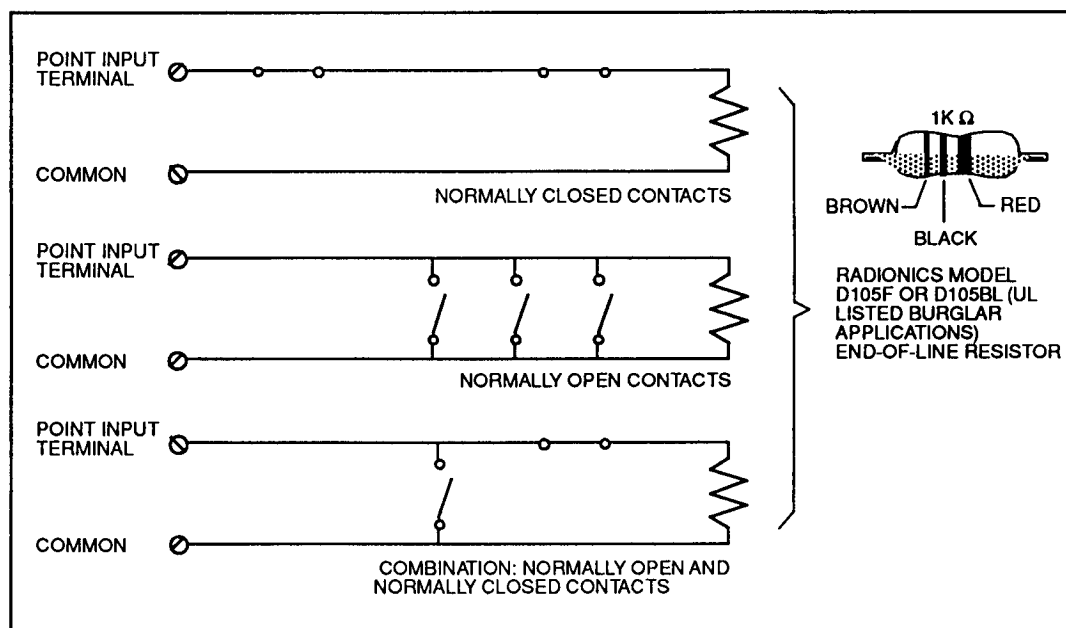 POINT INPUT
TERMINAL
COMMON
NORMALLY CLOSED CONTACTS
POINT INPUT
TERMINAL
COMMON
NORMALLY OPEN CONTACTS
POINT INPUT
TERMINAL
COMMON
COMBINATION: NORMALLY OPEN AND
NORMALLY CLOSED CONTACTS
1K Ω
BROWN
RED
BLACK
RADIONICS MODEL
D105F OR D105BL (UL
LISTED BURGLAR
APPLICATIONS)
END-OF-LINE RESISTOR